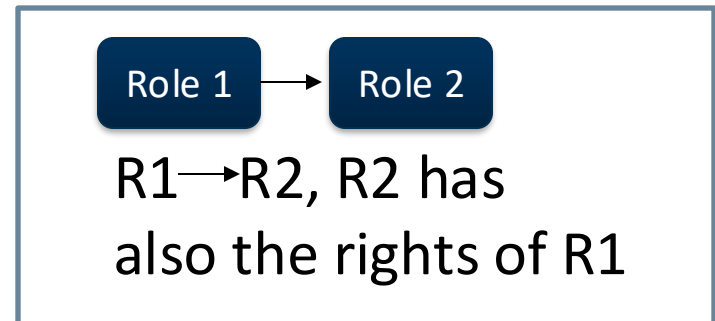 Role 1 Role 2
R1→R2, R2 has
also the rights of R1